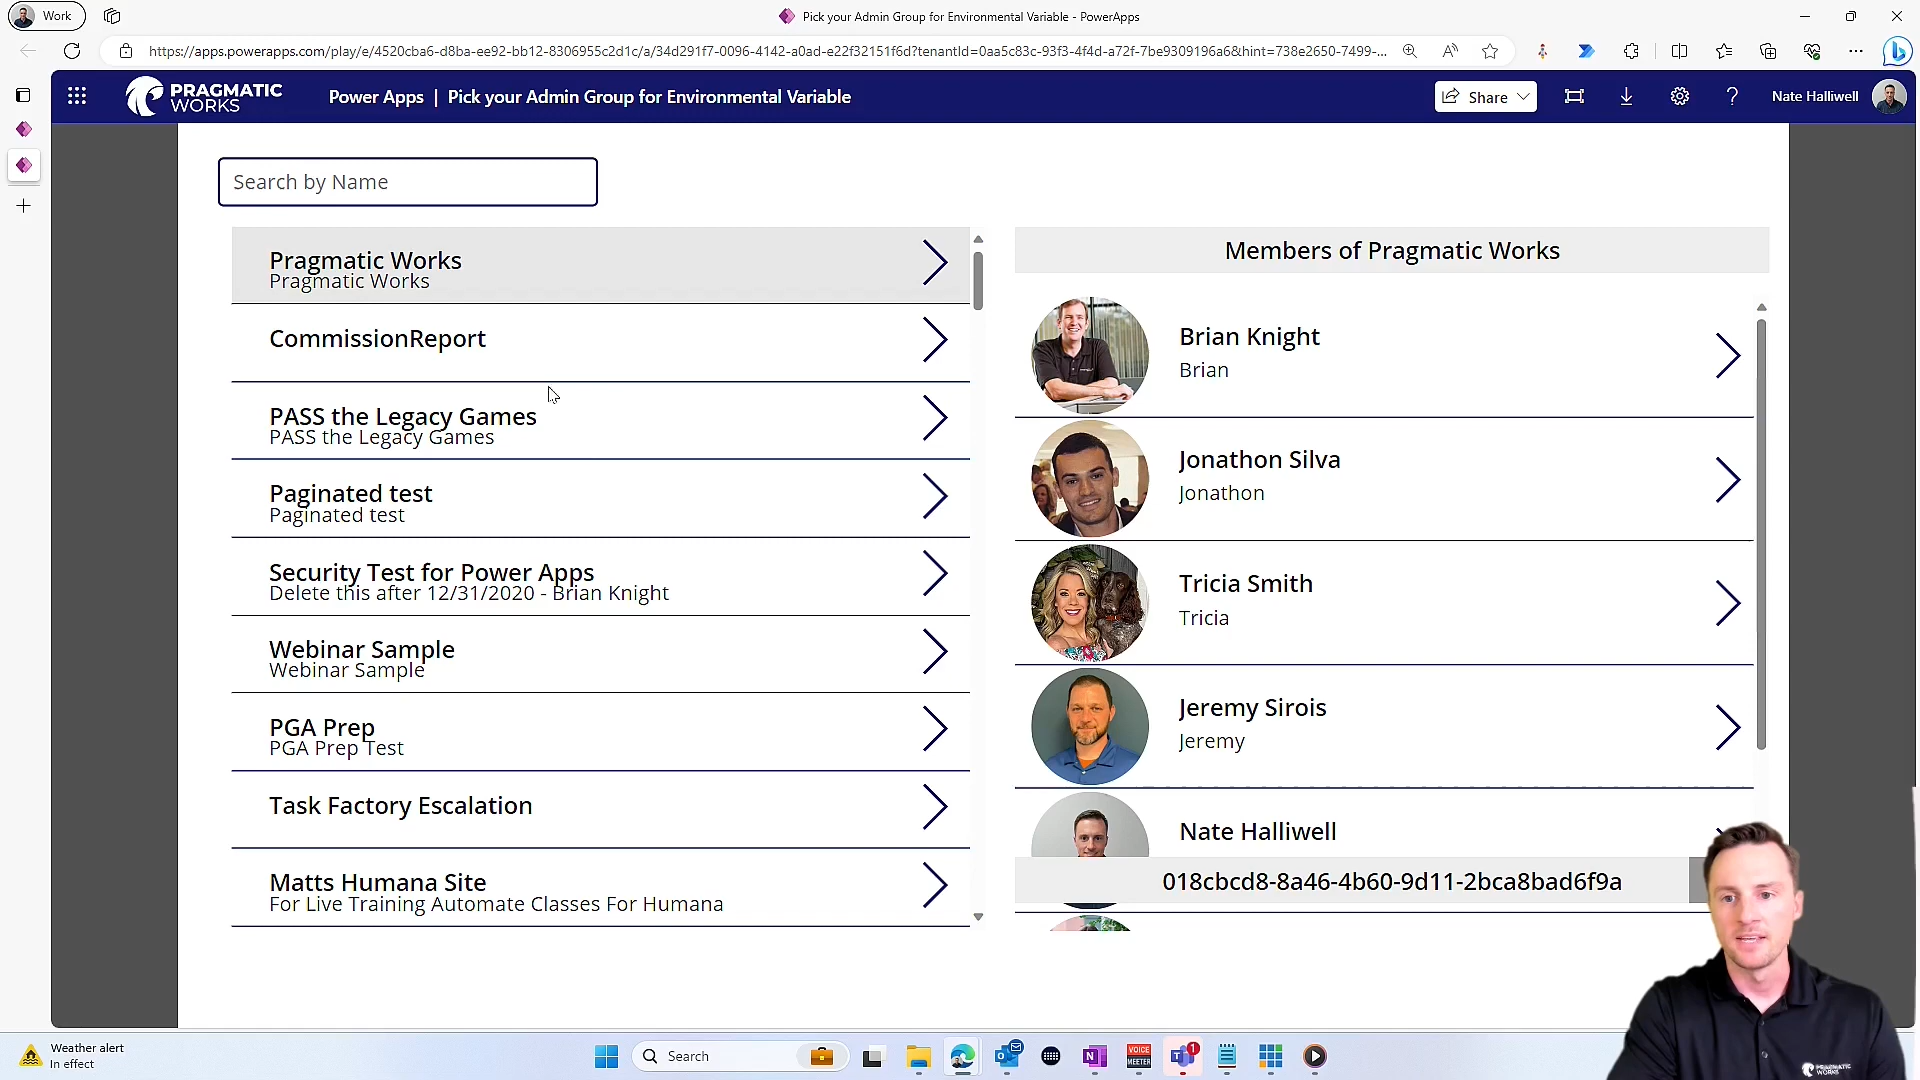 Work
Pick your Admin Group for Environmental Variable - PowerApps
https://apps.powerapps.com/play/e/4520cba6-d8ba-ee92-bb12-8306955c2d1c/a/34d291f7-0096-4142-a0ad-e22f32151f6d?tenantId=0aa5c83c-93f3-4f4d-a72f-7be9309196a6&hint=738e2650-7499-...
PRAGMATIC
WORKS
Power Apps | Pick your Admin Group for Environmental Variable
Share
Nate Halliwell
Search by Name
Pragmatic Works
Pragmatic Works
CommissionReport
PASS the Legacy Games
PASS the Legacy Games
Paginated test
Paginated test
Security Test for Power Apps
Delete this after 12/31/2020 - Brian Knight
Webinar Sample
Webinar Sample
PGA Prep
PGA Prep Test
Task Factory Escalation
Matts Humana Site
For Live Training Automate Classes For Humana
Members of Pragmatic Works
Brian Knight
Brian
Jonathon Silva
Jonathon
Tricia Smith
Tricia
Jeremy Sirois
Jeremy
Nate Halliwell
018cbcd8-8a46-4b60-9d11-2bca8bad6f9a
PRAGMATIC
WORKS
Weather alert
In effect
Search
VOICE
MEETER
1